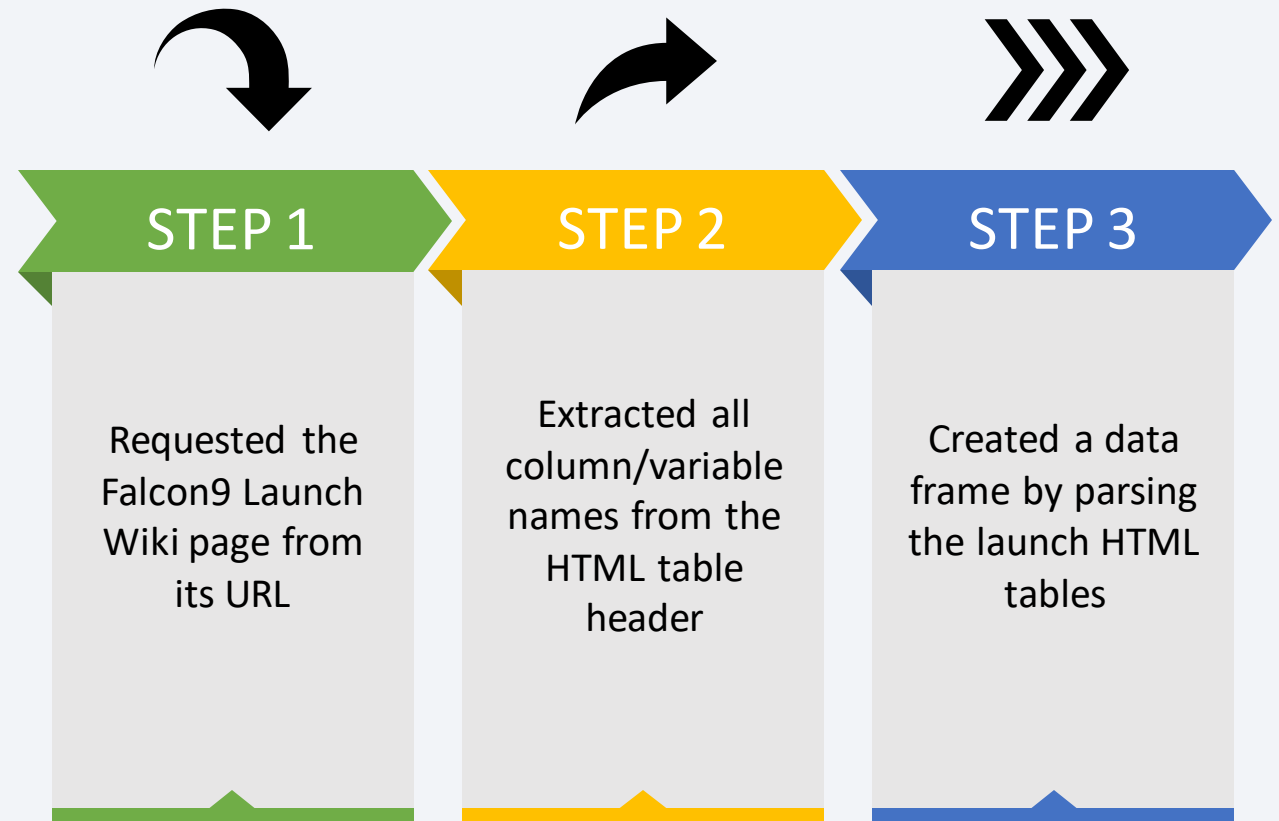 STEP 1
Requested the
Falcon9 Launch
Wiki page from
its URL
STEP 2
Extracted all
column/variable
names from the
HTML table
header
STEP 3
Created a data
frame by parsing
the launch HTML
tables